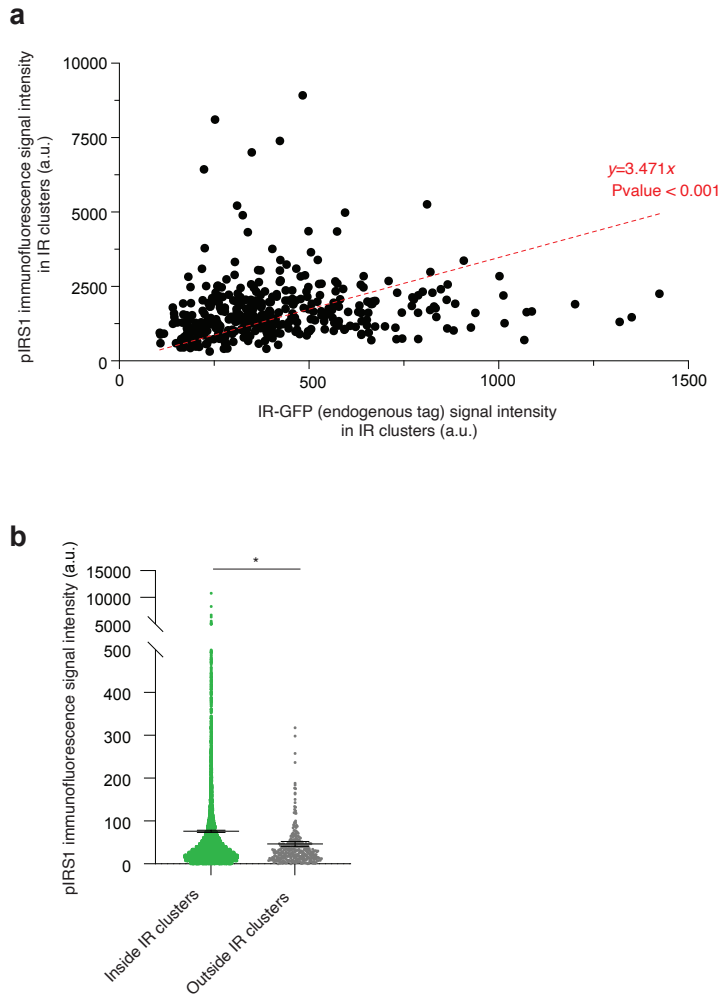 a
pIRS1 immunofluorescence signal intensity
in IR clusters (a.u.)
10000
7500
5000
2500
0
y=3.471x
Pvalue < 0.001
0
500
1000
1500
IR-GFP (endogenous tag) signal intensity
in IR clusters (a.u.)
b
pIRS1 immunofluorescence signal intensity (a.u.)
15000
10000
5000
500
400
300
200
100
0
*
Inside IR clusters
Outside IR clusters